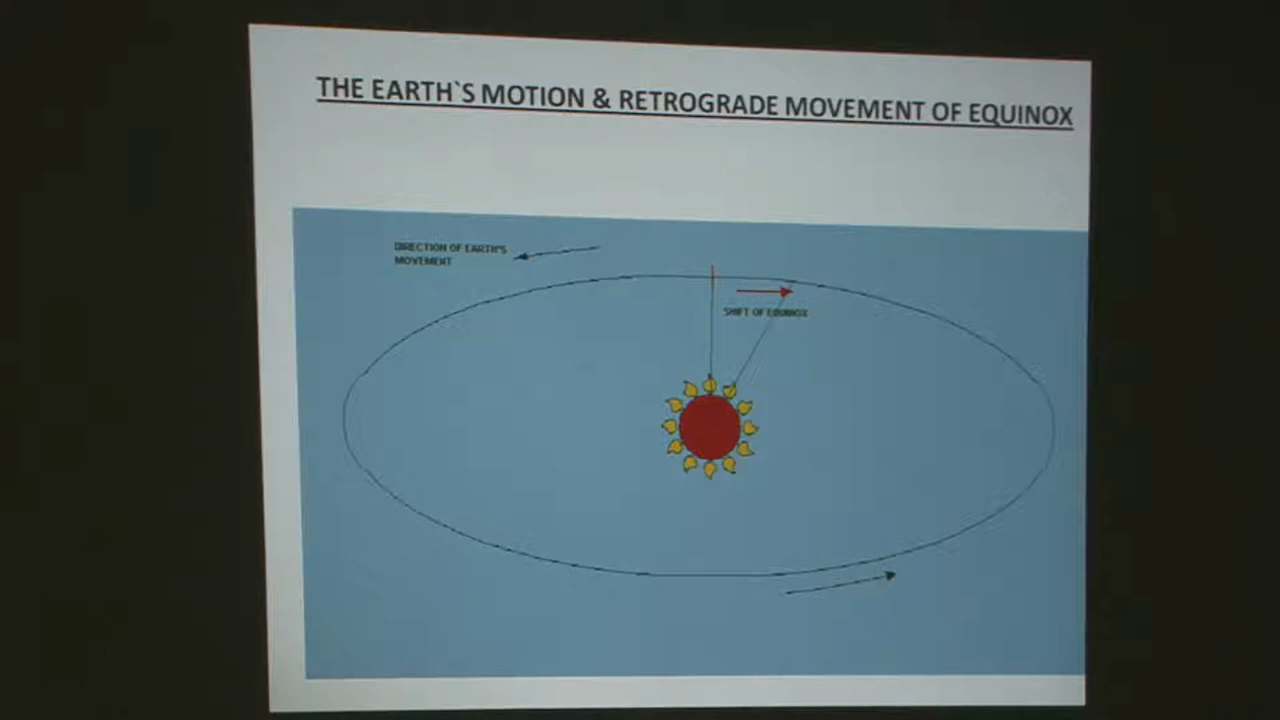 THE EARTH`S MOTION & RETROGRADE MOVEMENT OF EQUINOX
DIRECTION OF EARTH'S
MOVEMENT
SHIFT OF EQUINOX